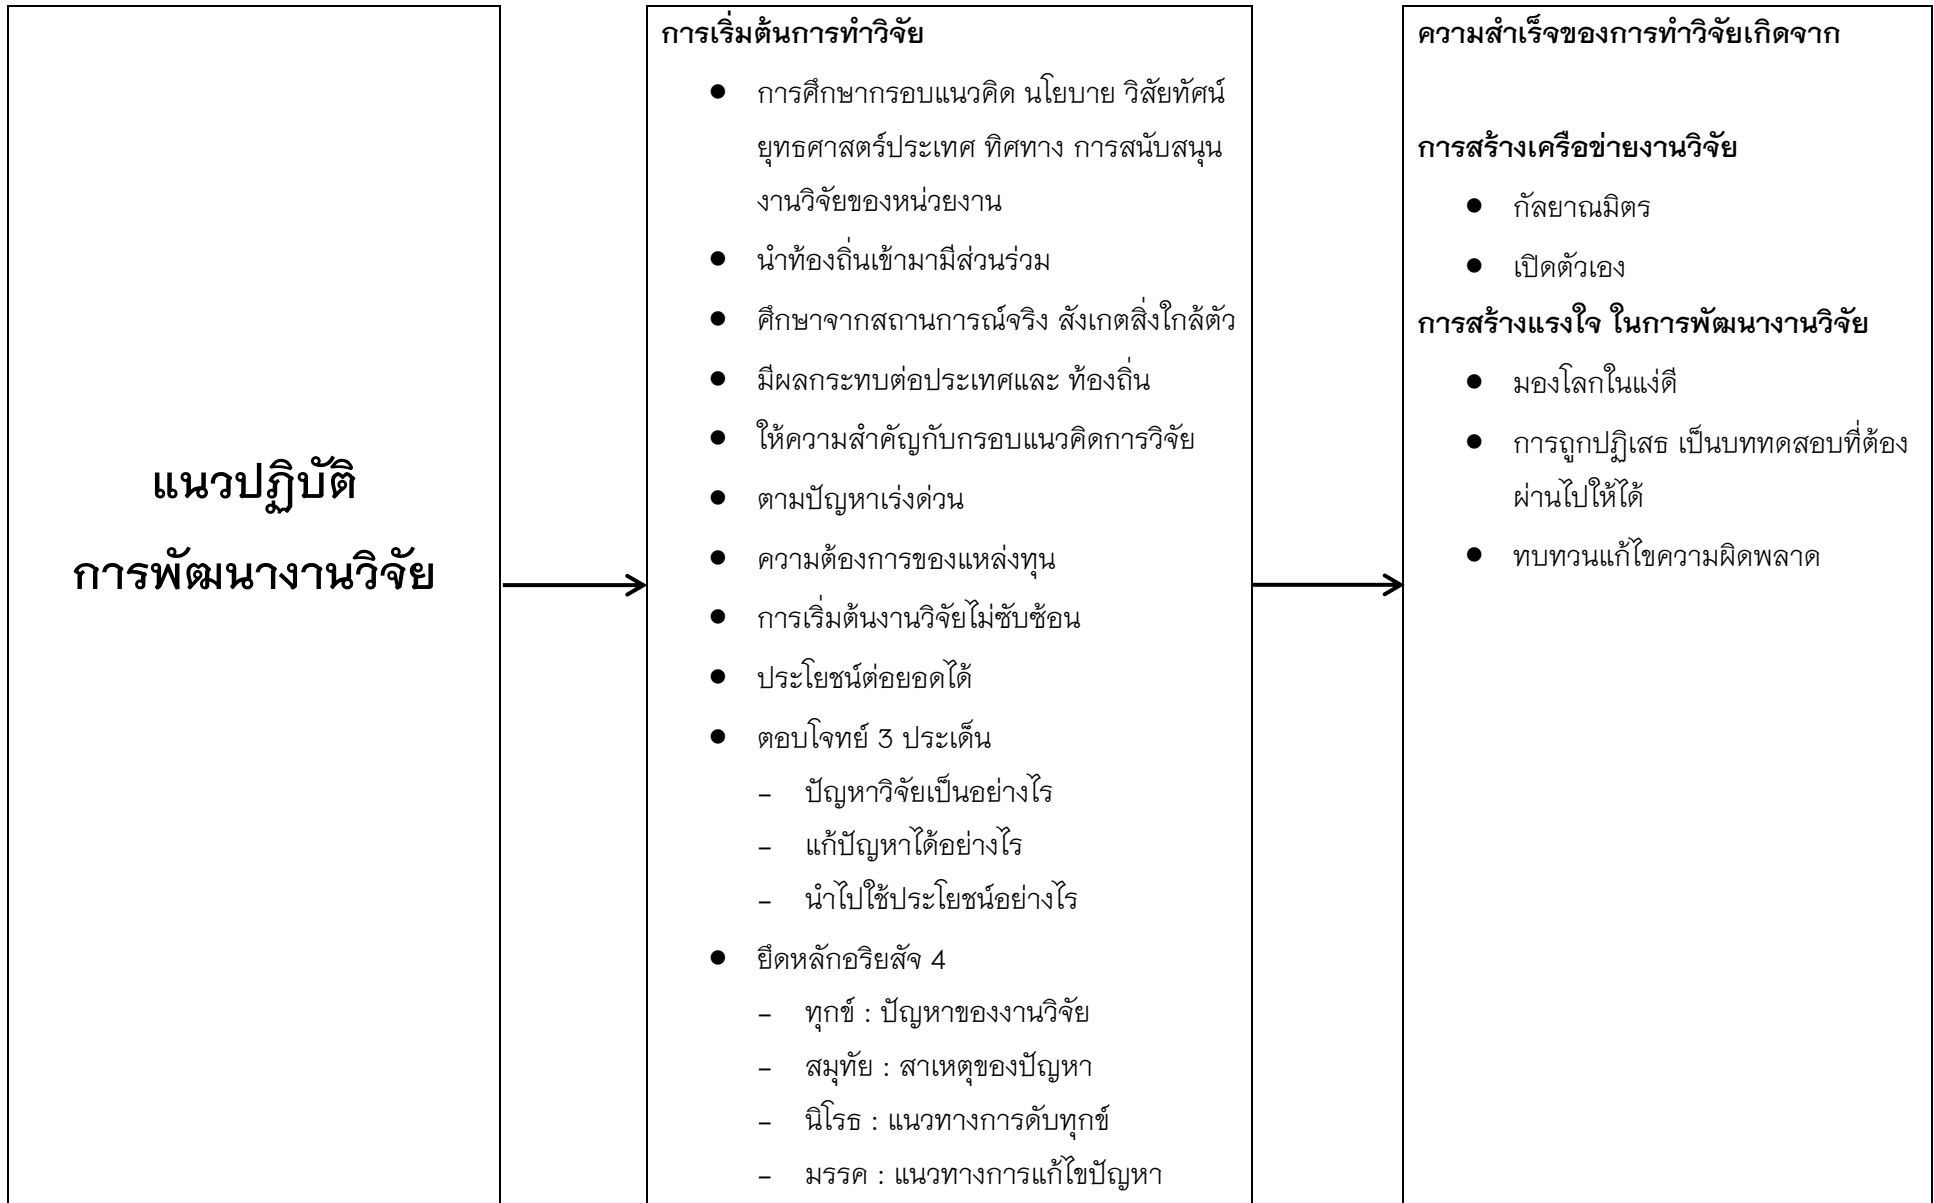 แนวปฏิบัติ
การพัฒนางานวิจัย
การเริ่มต้นการทำวิจัย
● การศึกษากรอบแนวคิด นโยบาย วิสัยทัศน์
ยุทธศาสตร์ประเทศ ทิศทาง การสนับสนุน
งานวิจัยของหน่วยงาน
● นำท้องถิ่นเข้ามามีส่วนร่วม
● ศึกษาจากสถานการณ์จริง สังเกตสิ่งใกล้ตัว
● มีผลกระทบต่อประเทศและ ท้องถิ่น
● ให้ความสำคัญกับกรอบแนวคิดการวิจัย
● ตามปัญหาเร่งด่วน
● ความต้องการของแหล่งทุน
● การเริ่มต้นงานวิจัยไม่ซับซ้อน
● ประโยชน์ต่อยอดได้
● ตอบโจทย์ 3 ประเด็น
– ปัญหาวิจัยเป็นอย่างไร
– แก้ปัญหาได้อย่างไร
– นำไปใช้ประโยชน์อย่างไร
● ยึดหลักอริยสัจ 4
– ทุกข์ : ปัญหาของงานวิจัย
– สมุทัย : สาเหตุของปัญหา
– นิโรธ : แนวทางการดับทุกข์
– มรรค : แนวทางการแก้ไขปัญหา
ความสำเร็จของการทำวิจัยเกิดจาก
การสร้างเครือข่ายงานวิจัย
● กัลยาณมิตร
● เปิดตัวเอง
การสร้างแรงใจ ในการพัฒนางานวิจัย
● มองโลกในแง่ดี
● การถูกปฏิเสธ เป็นบททดสอบที่ต้อง
ผ่านไปให้ได้
● ทบทวนแก้ไขความผิดพลาด